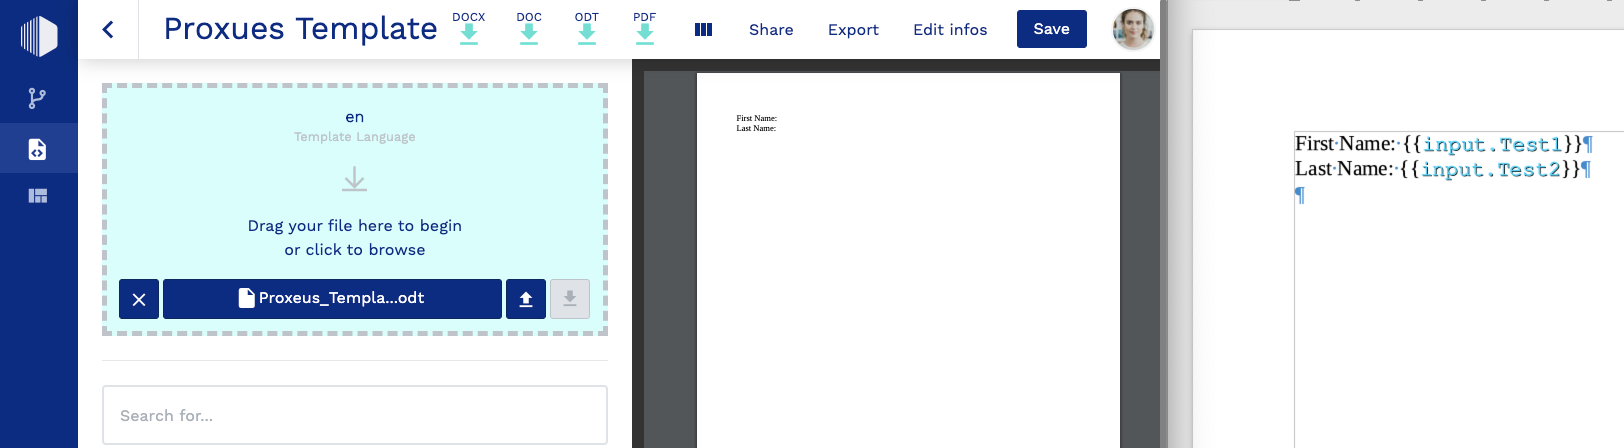 Proxues Template
DOCX
DOC
ODT
PDF
Share
Export
Edit infos
Save
en
Template Language
Drag your file here to begin
or click to browse
Proxeus_Templa...odt
Search for...
First Name:
Last Name:
First·Name:·{{input.Test1}}¶
Last·Name:·{{input.Test2}}¶
¶